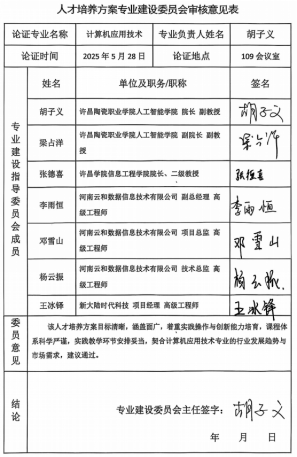 人才培养方案专业建设委员会审核意见表
论证专业名称 计算机应用技术 专业负责人姓名 胡子义
论证时间 2025 年 5 月 28 日 论证地点 109 会议室
专业建设指导委员会成员
姓名 单位及职务/职称 签名
胡子义 许昌陶瓷职业学院人工智能学院 院长 副教授 胡子义
梁占洋 许昌陶瓷职业学院人工智能学院 副院长 副教
授 梁占洋
张德喜 许昌学院信息工程学院院长、二级教授 张德喜
李雨恒 河南云和数据信息技术有限公司 副总经理 高
级工程师 李雨恒
邓雪山 河南云和数据信息技术有限公司 项目总监 高
级工程师 邓雪山
杨云振 河南云和数据信息技术有限公司 技术总监 高
级工程师 杨云振
王冰铎 新大陆时代科技 项目经理 高级工程师 王冰铎
委员意见
该人才培养方案目标清晰，涵盖面广，着重实践操作与创新能力培育，课程体
系科学严谨，实践教学环节安排妥当，契合计算机应用技术专业的行业发展趋势与
市场需求，建议通过。
结论
专业建设委员会主任签字： 胡子文
年 月 日